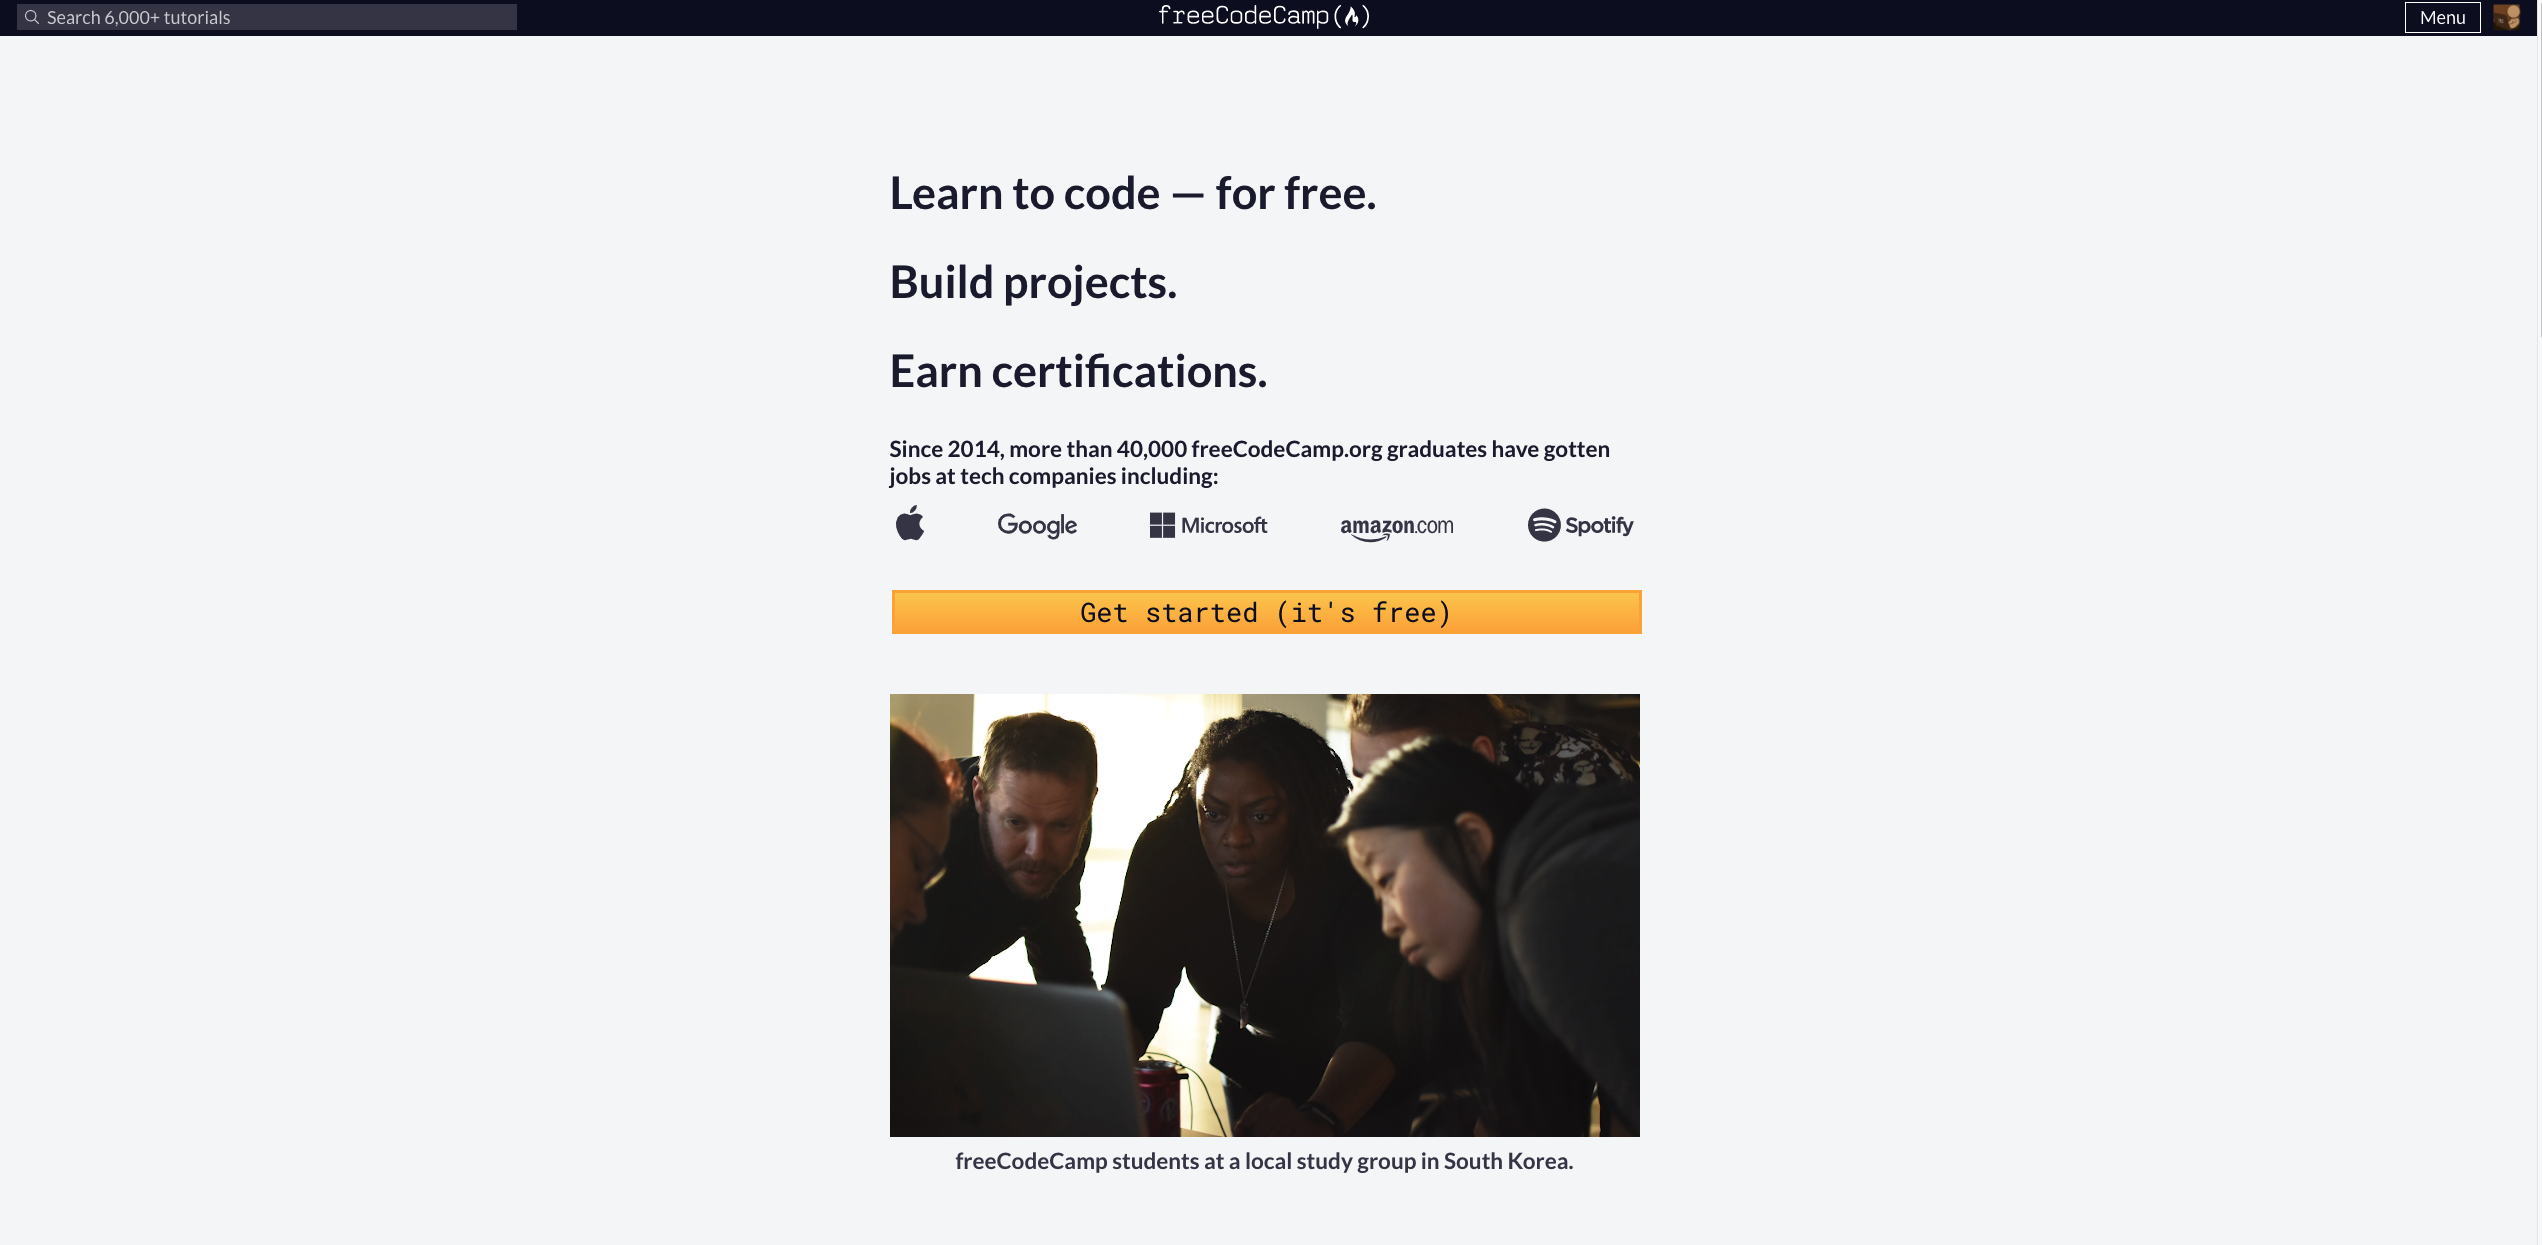 Search 6,000+ tutorials
freeCodeCamp(🔥)
Menu
Learn to code — for free.
Build projects.
Earn certifications.
Since 2014, more than 40,000 freeCodeCamp.org graduates have gotten
jobs at tech companies including:
Google
Microsoft
amazon.com
Spotify
Get started (it's free)
freeCodeCamp students at a local study group in South Korea.